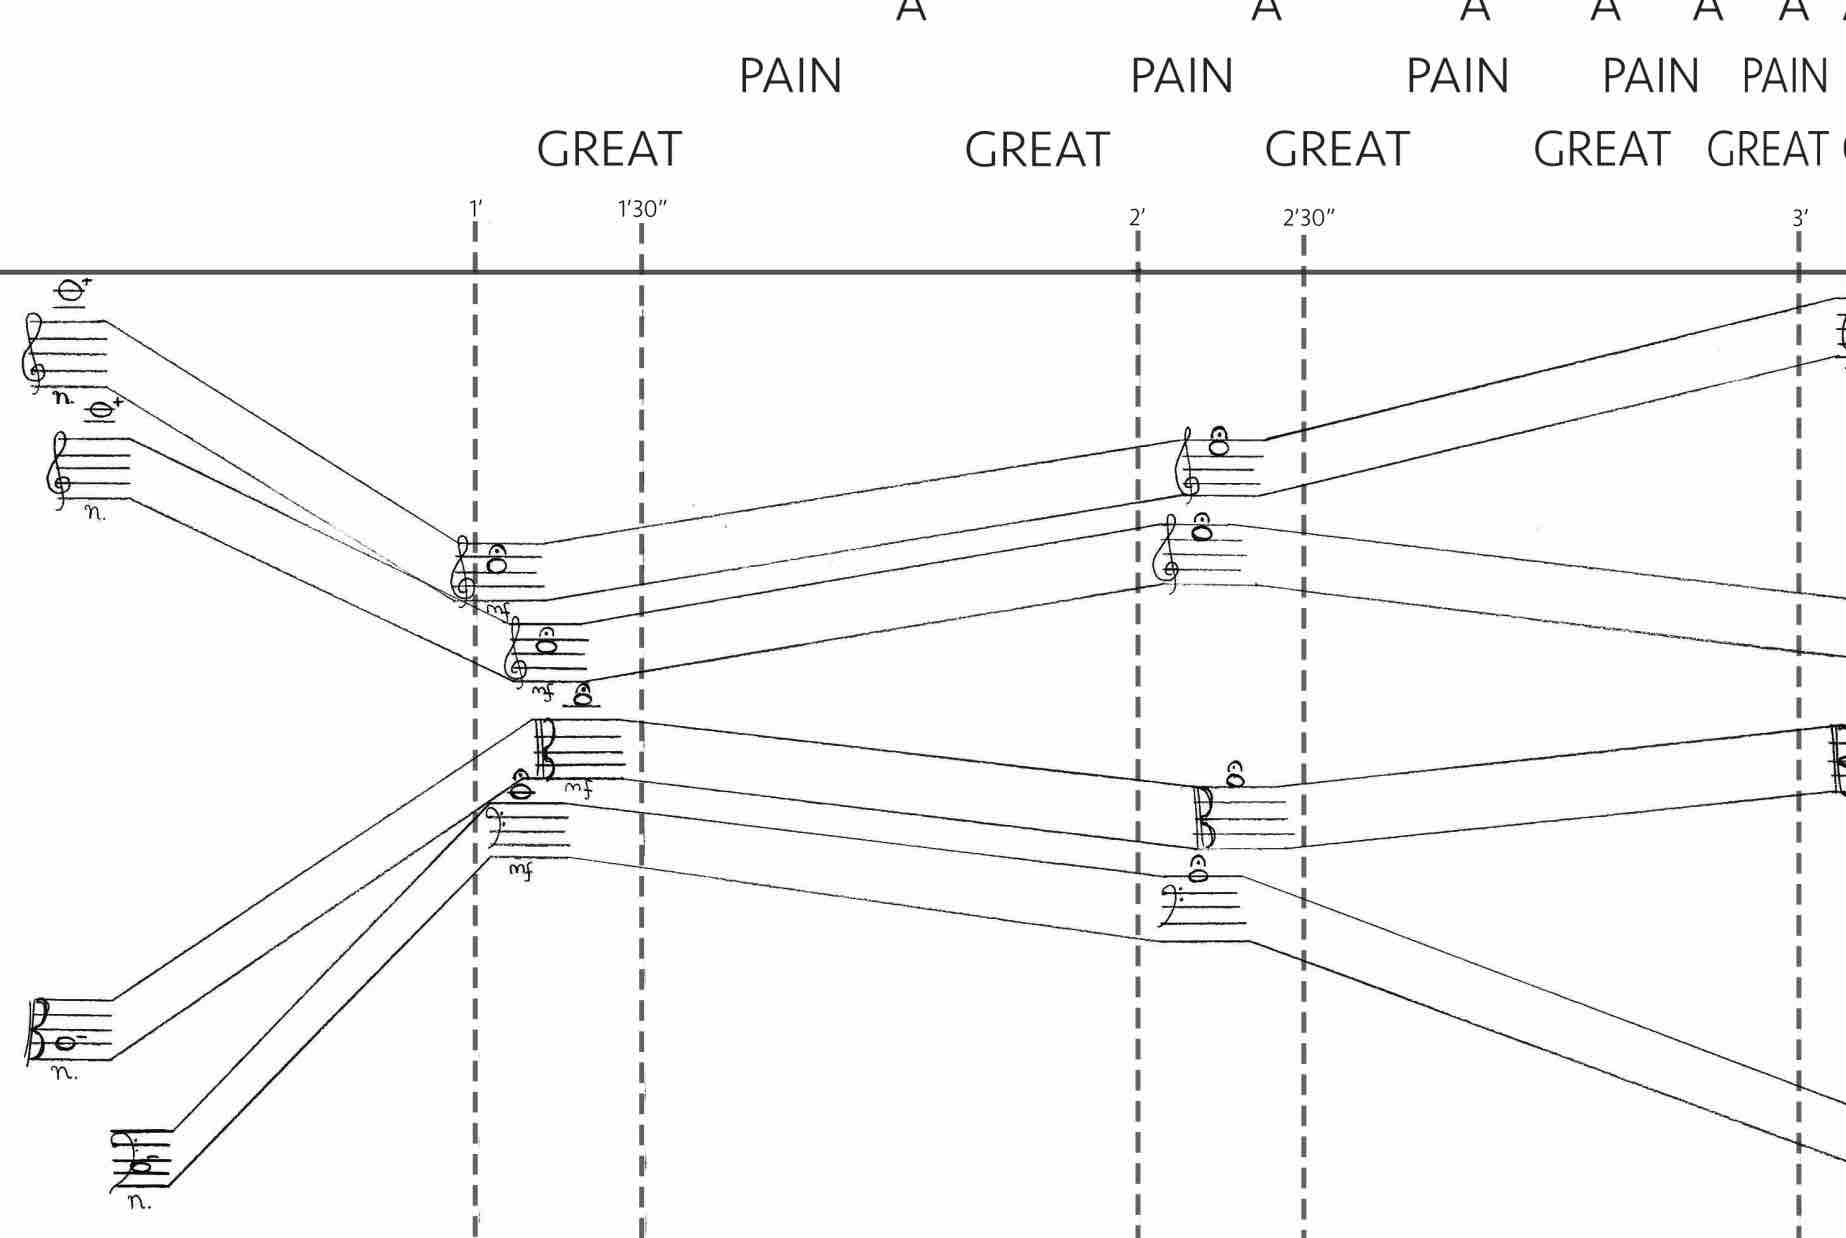 A A A A A A
PAIN PAIN PAIN PAIN PAIN
GREAT GREAT GREAT GREAT GREAT
1' 1'30" 2' 2'30" 3'
n.
n.
mf
mf
mf
mf
n.
n.